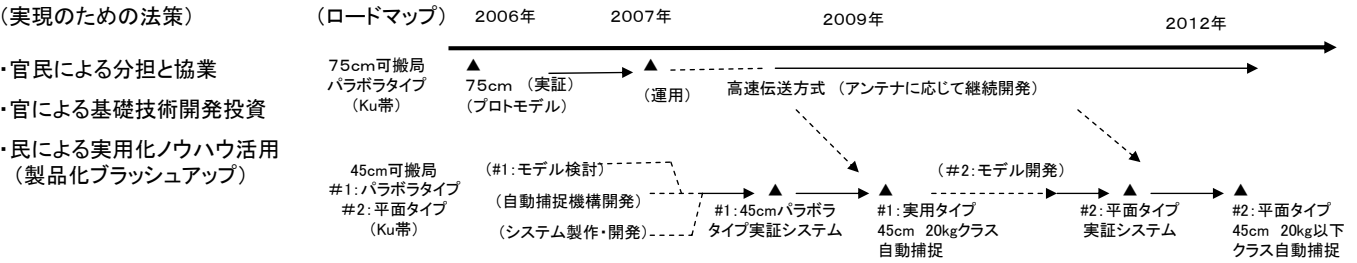 (実現のための法策)
・官民による分担と協業
・官による基礎技術開発投資
・民による実用化ノウハウ活用
(製品化ブラッシュアップ)
(ロードマップ)
2006年
2007年
2009年
2012年
75cm可搬局
パラボラタイプ
(Ku帯)
▲
75cm (実証)
(プロトモデル)
▲
(運用)
高速伝送方式 (アンテナに応じて継続開発)
45cm可搬局
#1:パラボラタイプ
#2:平面タイプ
(Ku帯)
(#1:モデル検討)
(自動捕捉機構開発)
(システム製作・開発)
▲
#1:45cmパラボラ
タイプ実証システム
▲
#1:実用タイプ
45cm 20kgクラス
自動捕捉
(#2:モデル開発)
▲
#2:平面タイプ
実証システム
▲
#2:平面タイプ
45cm 20kg以下
クラス自動捕捉